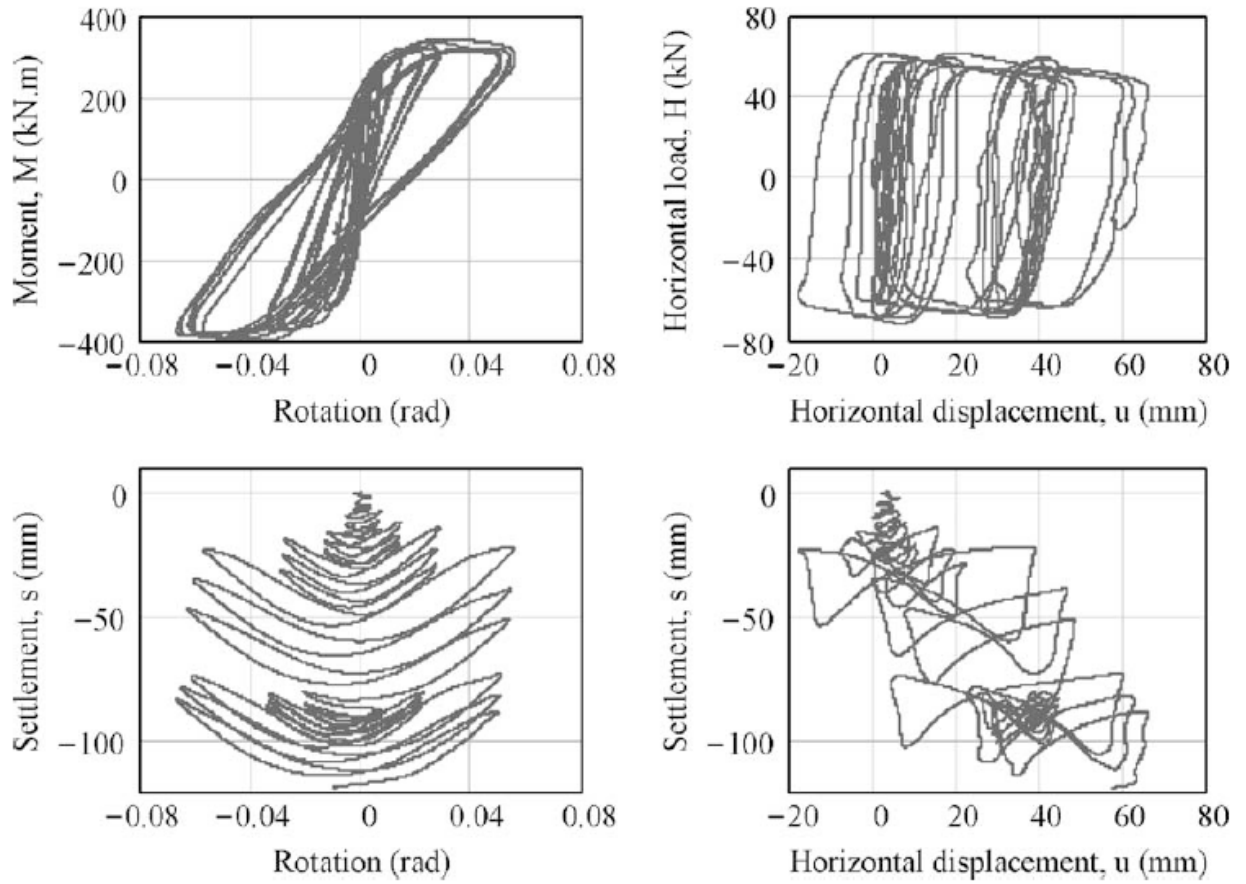 400
200
0
−200
−400
Moment, M (kN.m)
−0.08 −0.04 0 0.04 0.08
Rotation (rad)
80
40
0
−40
−80
Horizontal load, H (kN)
−20 0 20 40 60 80
Horizontal displacement, u (mm)
0
−50
−100
Settlement, s (mm)
−0.08 −0.04 0 0.04 0.08
Rotation (rad)
0
−50
−100
Settlement, s (mm)
−20 0 20 40 60 80
Horizontal displacement, u (mm)